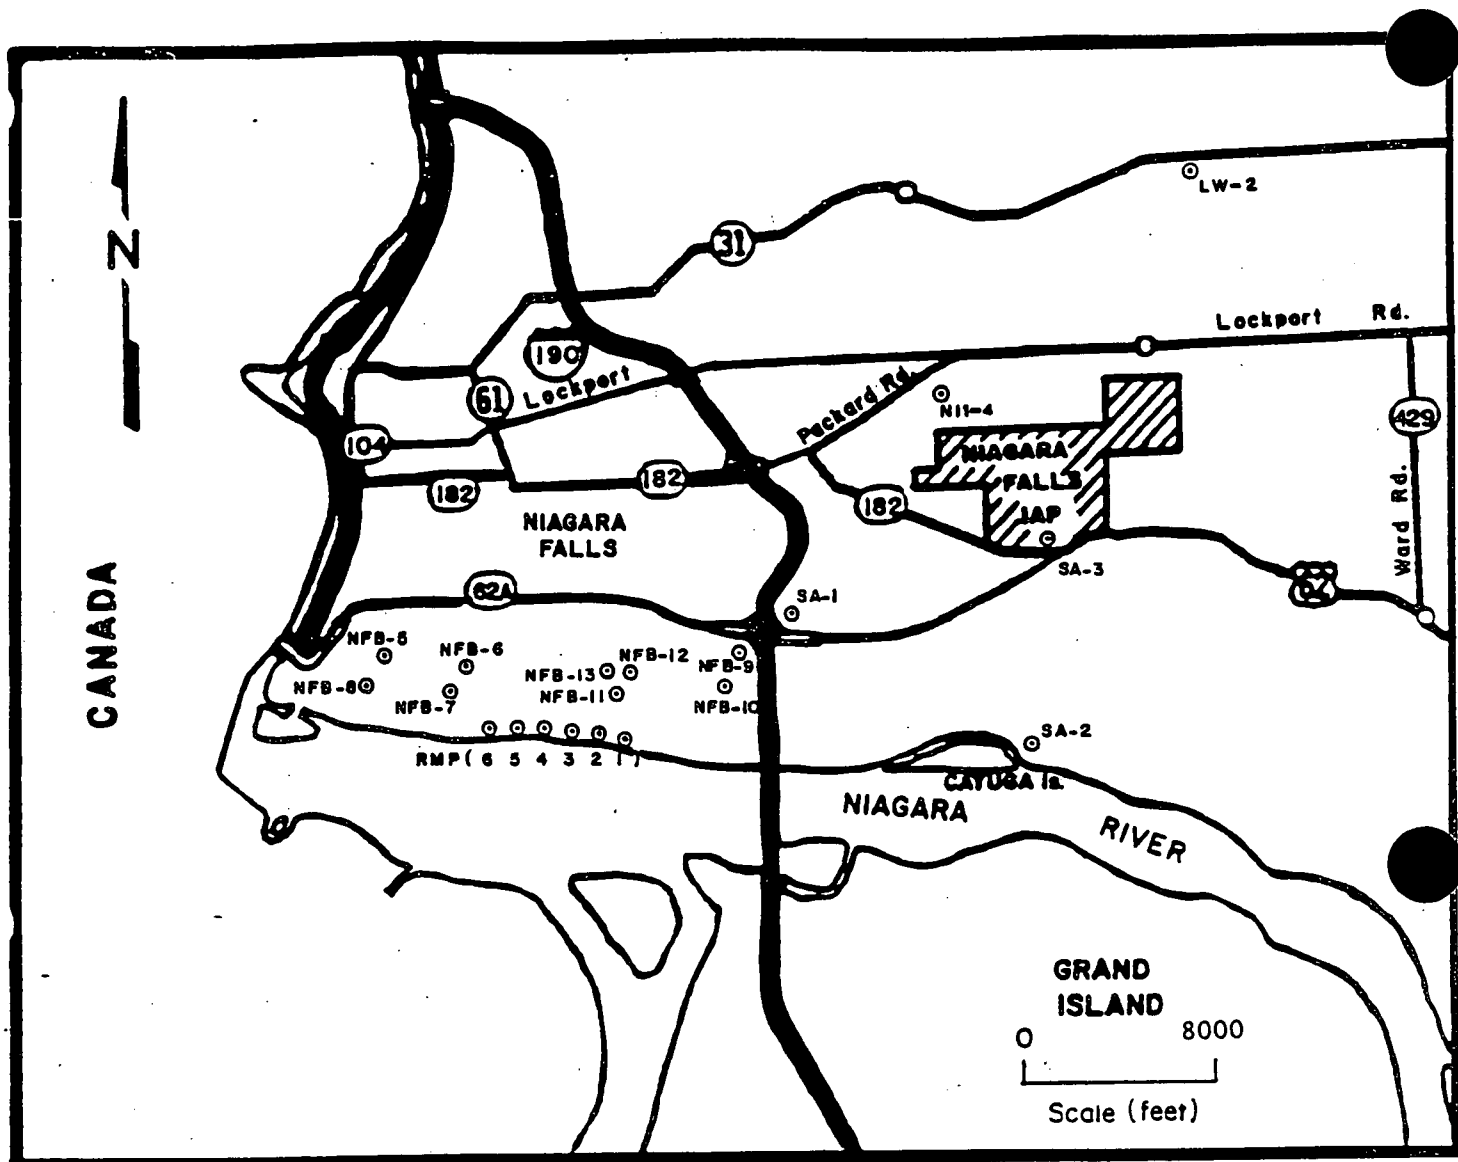 LW-2
31
Lockport Rd.
190
61
Lockport
Packard Rd.
N11-4
429
104
182
182
182
NIAGARA
FALLS
IAP
NIAGARA
FALLS
Ward Rd.
N
CANADA
SA-3
62A
SA-1
NFB-5
NFB-6
NFB-12
NFB-13
NFB-9
NFB-8
NFB-7
NFB-11
NFB-10
SA-2
RMP ( 6 5 4 3 2 1 )
CAYUGA Is.
NIAGARA
RIVER
GRAND
ISLAND
0 8000
Scale (feet)